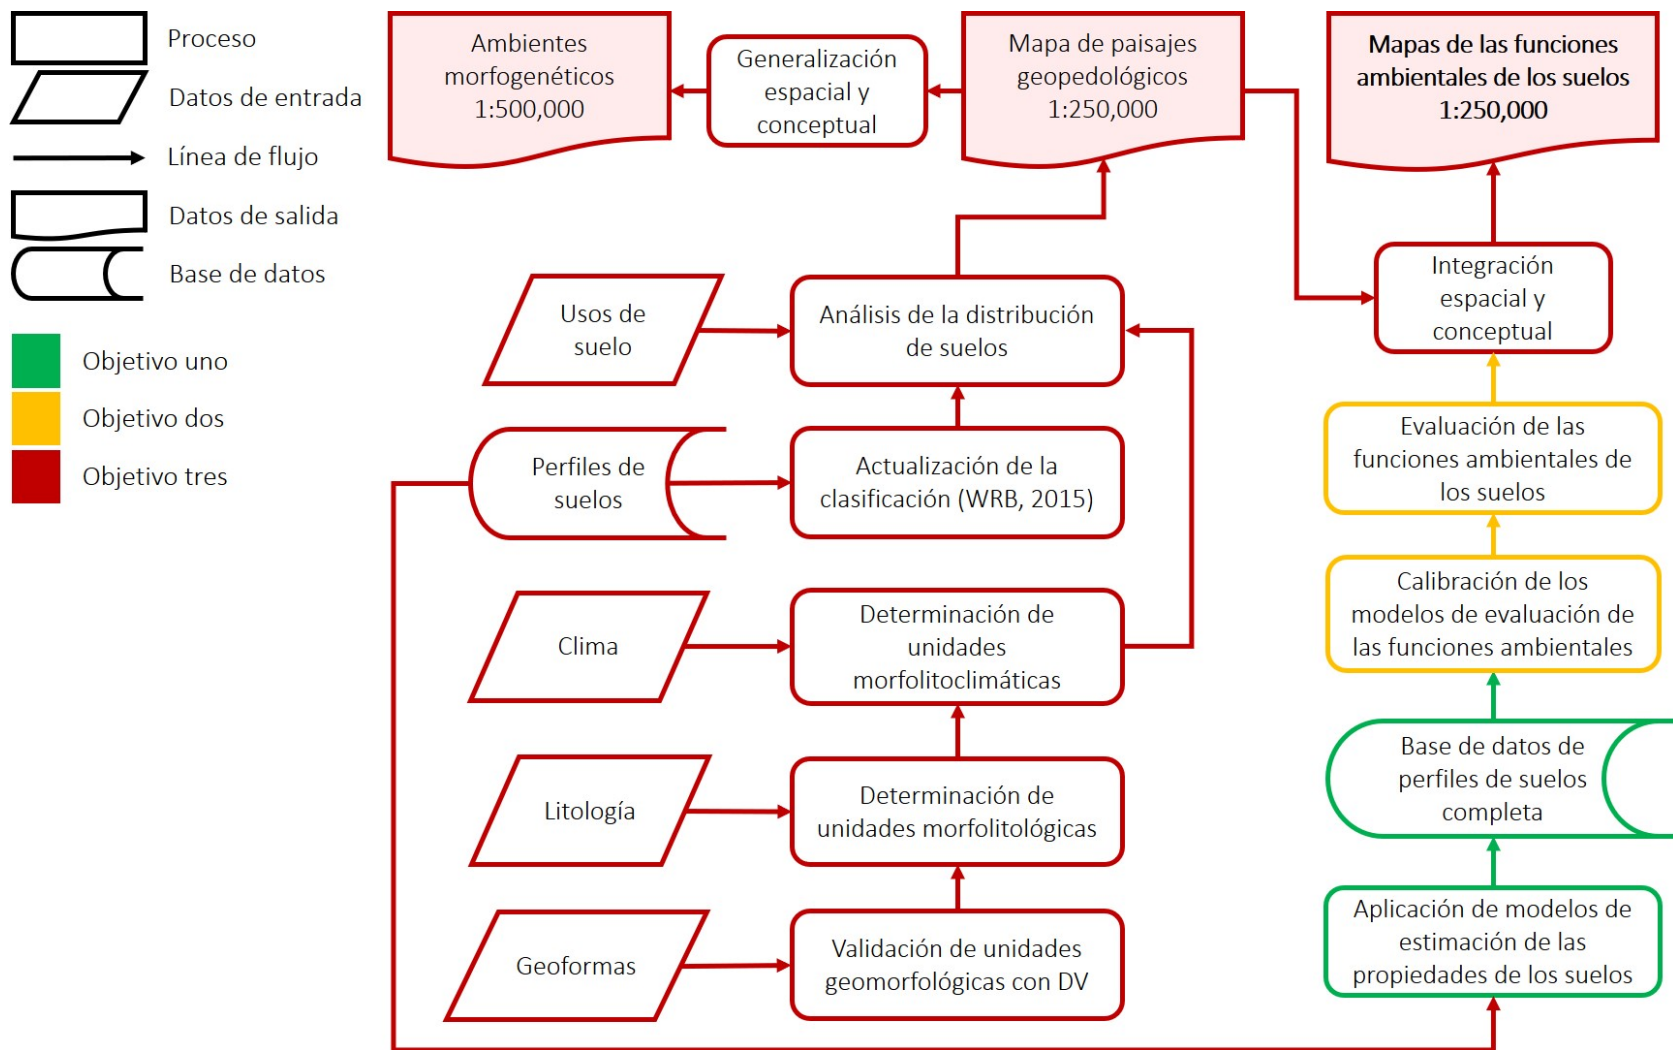 Proceso
Datos de entrada
Línea de flujo
Datos de salida
Base de datos
Objetivo uno
Objetivo dos
Objetivo tres
Ambientes
morfogenéticos
1:500,000
Generalización
espacial y
conceptual
Mapa de paisajes
geopedológicos
1:250,000
Mapas de las funciones
ambientales de los suelos
1:250,000
Usos de
suelo
Análisis de la distribución
de suelos
Integración
espacial y
conceptual
Perfiles de
suelos
Actualización de la
clasificación (WRB, 2015)
Evaluación de las
funciones ambientales de
los suelos
Clima
Determinación de
unidades
morfolitoclimáticas
Calibración de los
modelos de evaluación de
las funciones ambientales
Litología
Determinación de
unidades morfolitológicas
Base de datos de
perfiles de suelos
completa
Geoformas
Validación de unidades
geomorfológicas con DV
Aplicación de modelos de
estimación de las
propiedades de los suelos